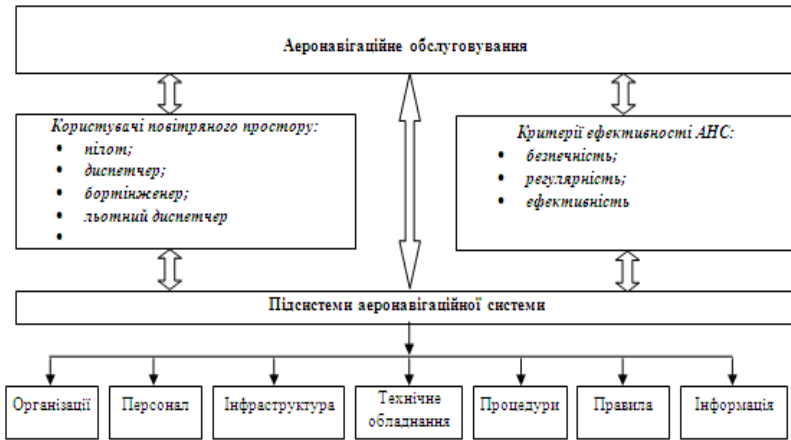 Аеронавігаційне обслуговування
Користувачі повітряного простору:
• пілот;
• диспетчер;
• бортінженер;
• льотний диспетчер
•
Критерії ефективності АНС:
• безпечність;
• регулярність;
• ефективність
Підсистеми аеронавігаційної системи
Організації
Персонал
Інфраструктура
Технічне
обладнання
Процедури
Правила
Інформація